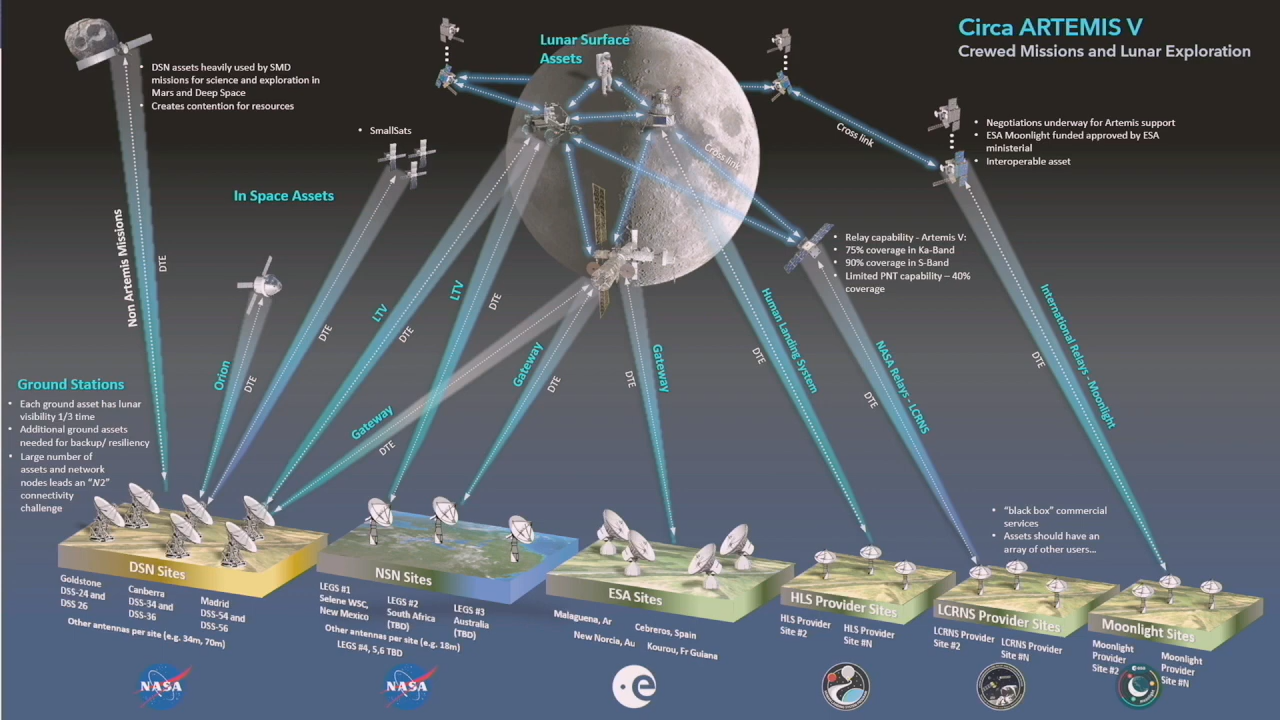 Circa ARTEMIS V
Crewed Missions and Lunar Exploration
Lunar Surface
Assets
• DSN assets heavily used by SMD
missions for science and exploration in
Mars and Deep Space
• Creates contention for resources
• SmallSats
In Space Assets
Cross link
Cross link
• Negotiations underway for Artemis support
• ESA Moonlight funded approved by ESA
ministerial
• Interoperable asset
• Relay capability - Artemis V:
• 75% coverage in Ka-Band
• 90% coverage in S-Band
• Limited PNT capability – 40%
coverage
Non Artemis Missions
DTE
Orion
DTE
DTE
LTV
DTE
LTV
DTE
Gateway
DTE
Gateway
DTE
Gateway
DTE
Human Landing System
DTE
NASA Relays - LCRNS
DTE
International Relays - Moonlight
DTE
Ground Stations
• Each ground asset has lunar
visibility 1/3 time
• Additional ground assets
needed for backup/ resiliency
• Large number of
assets and network
nodes leads an “N2”
connectivity
challenge
• “black box” commercial
services
• Assets should have an
array of other users...
DSN Sites
Goldstone
DSS-24 and
DSS 26
Canberra
DSS-34 and
DSS-36
Madrid
DSS-54 and
DSS-56
Other antennas per site (e.g. 34m, 70m)
NSN Sites
LEGS #1
Selene WSC,
New Mexico
LEGS #2
South Africa
(TBD)
LEGS #3
Australia
(TBD)
Other antennas per site (e.g. 18m)
LEGS #4, 5,6 TBD
ESA Sites
Malaguena, Ar
Cebreros, Spain
New Norcia, Au
Kourou, Fr Guiana
HLS Provider Sites
HLS Provider
Site #2
HLS Provider
Site #N
LCRNS Provider Sites
LCRNS Provider
Site #2
LCRNS Provider
Site #N
Moonlight Sites
Moonlight
Provider
Site #2
Moonlight
Provider
Site #N
NASA
NASA
esa